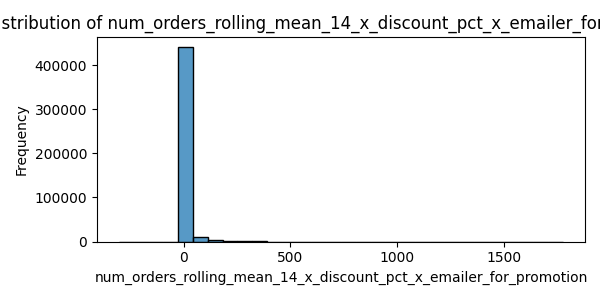 stribution of num_orders_rolling_mean_14_x_discount_pct_x_emailer_for
Frequency
400000
300000
200000
100000
0
0 500 1000 1500
num_orders_rolling_mean_14_x_discount_pct_x_emailer_for_promotion